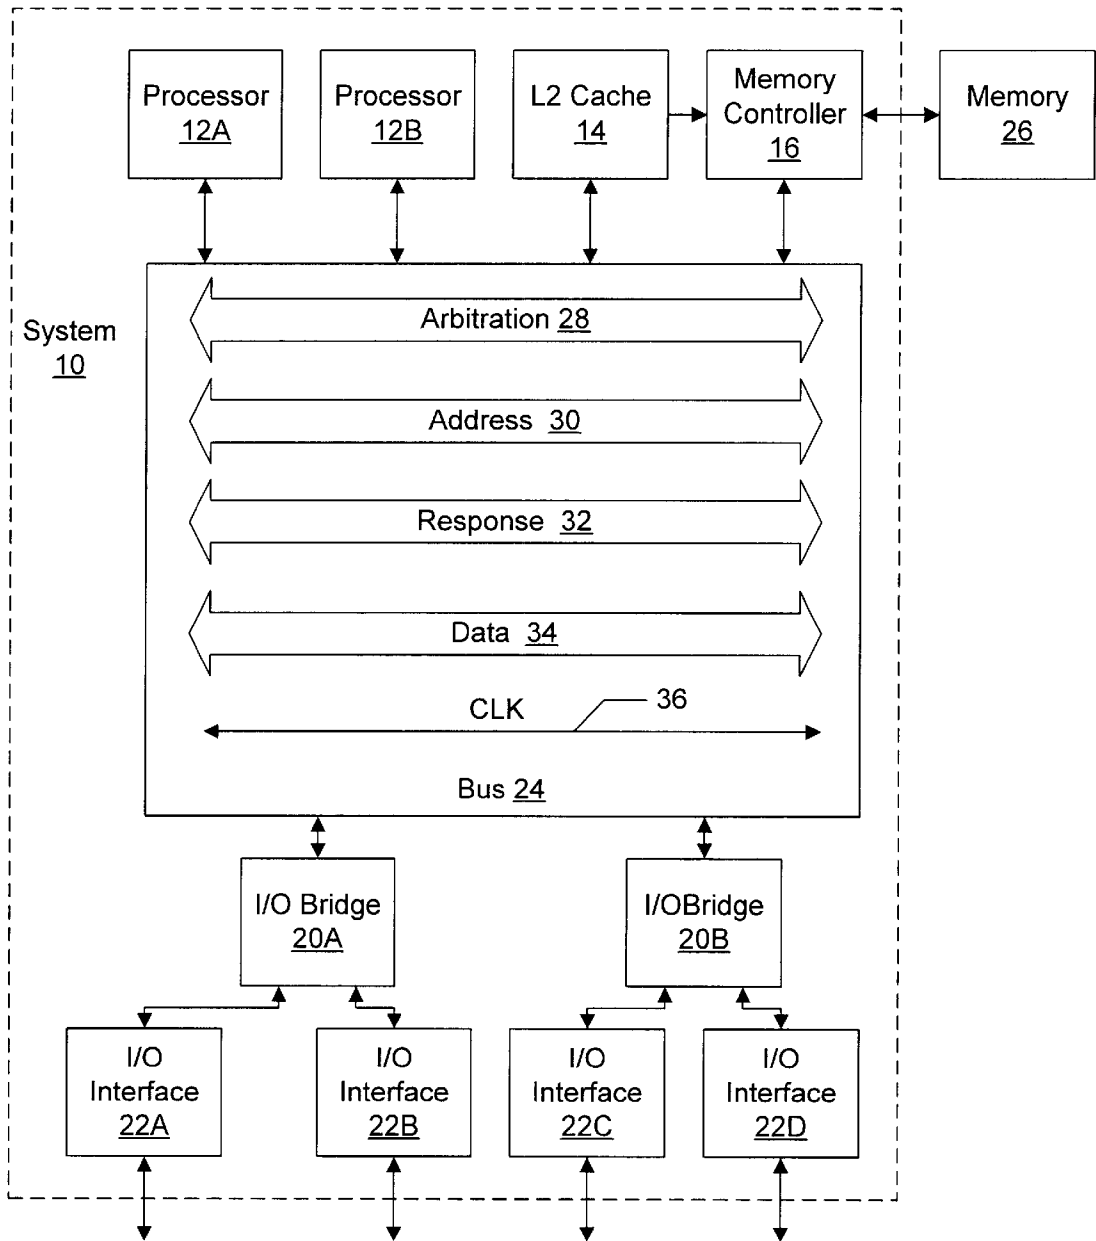 Processor
12A
Processor
12B
L2 Cache
14
Memory
Controller
16
Memory
26
System
10
Arbitration 28
Address 30
Response 32
Data 34
CLK
36
Bus 24
I/O Bridge
20A
I/OBridge
20B
I/O
Interface
22A
I/O
Interface
22B
I/O
Interface
22C
I/O
Interface
22D